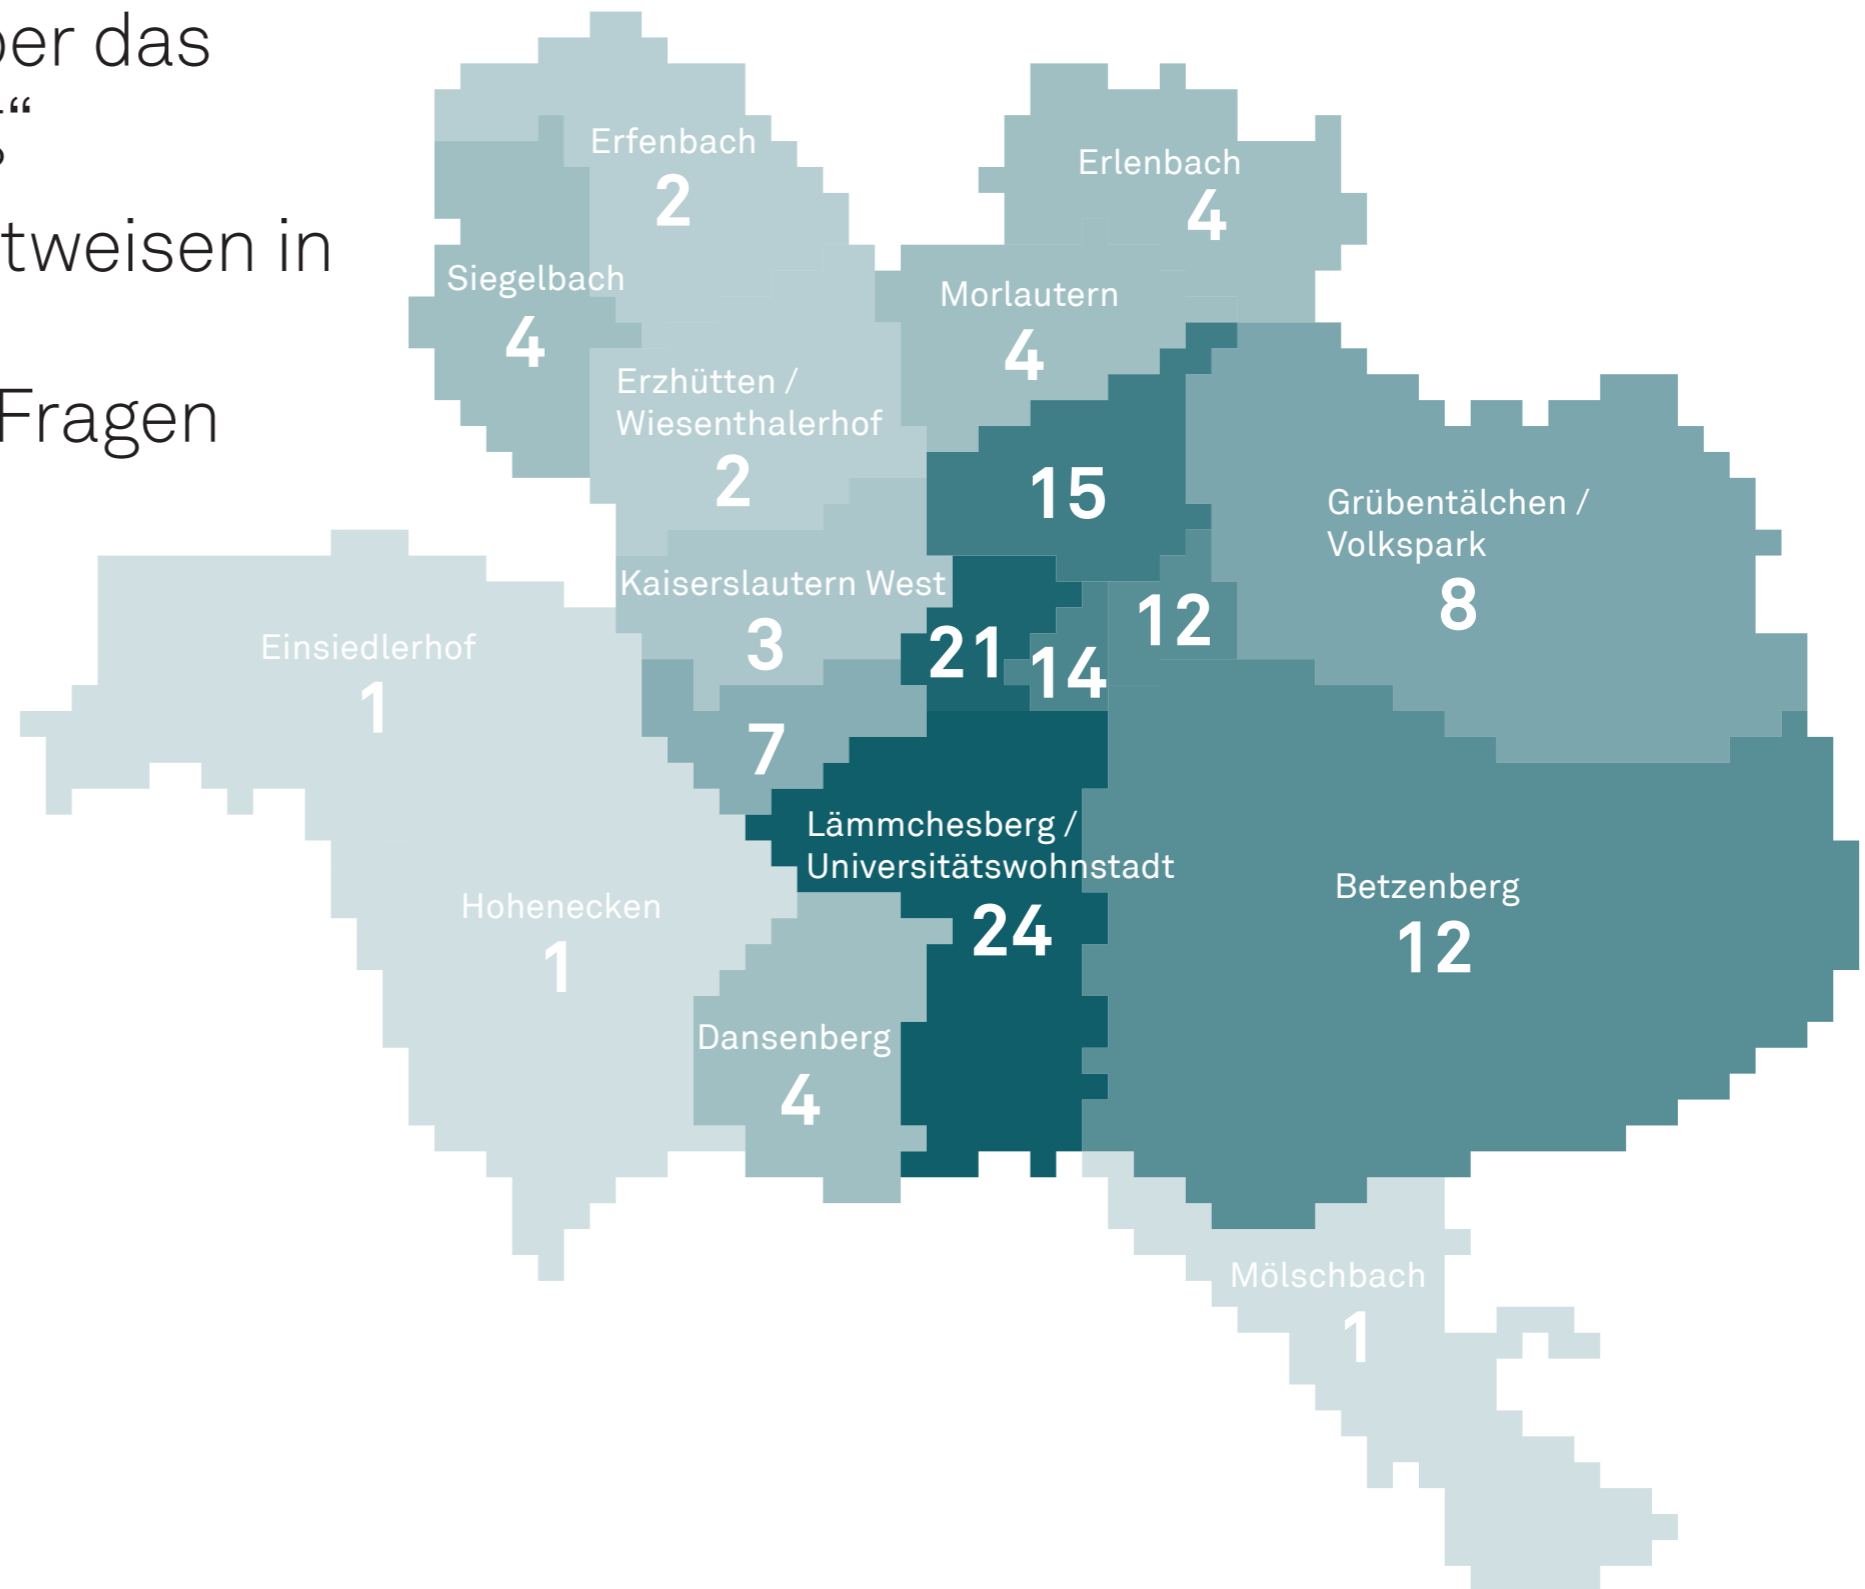 das
tweisen in
Fragen
Erfenbach
2
Erlenbach
4
Siegelbach
4
Morlautern
4
Erzhütten /
Wiesenthalerhof
2
15
Grübentälchen /
Volkspark
8
Kaiserslautern West
3
21
14
12
Einsiedlerhof
1
7
Lämmchesberg /
Universitätswohnstadt
24
Betzenberg
12
Hohenecken
1
Dansenberg
4
Mölschbach
1